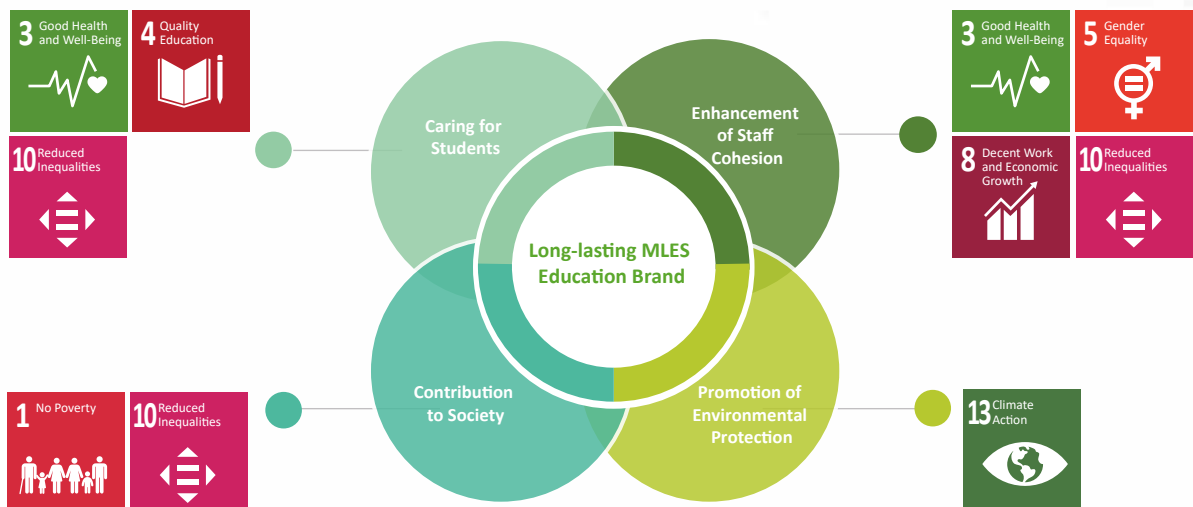 3 Good Health
and Well-Being
4 Quality
Education
10 Reduced
Inequalities
Caring for
Students
Enhancement
of Staff
Cohesion
3 Good Health
and Well-Being
5 Gender
Equality
8 Decent Work
and Economic
Growth
10 Reduced
Inequalities
Long-lasting MLES
Education Brand
1 No Poverty
10 Reduced
Inequalities
Contribution
to Society
Promotion of
Environmental
Protection
13 Climate
Action